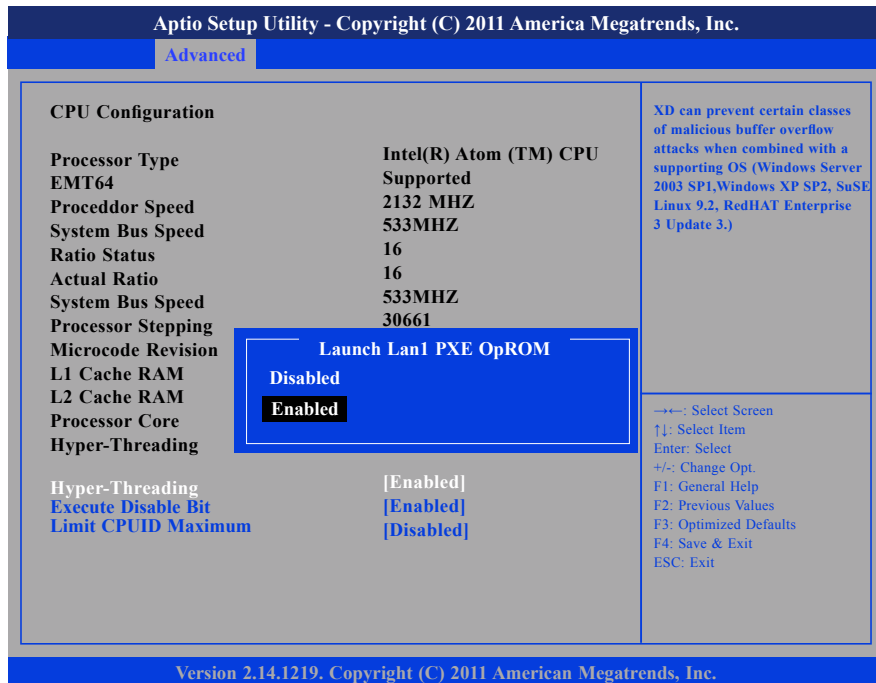 Aptio Setup Utility - Copyright (C) 2011 America Megatrends, Inc.
Advanced
CPU Configuration
Processor Type Intel(R) Atom (TM) CPU
EMT64 Supported
Proceddor Speed 2132 MHZ
System Bus Speed 533MHZ
Ratio Status 16
Actual Ratio 16
System Bus Speed 533MHZ
Processor Stepping 30661
Microcode Revision
L1 Cache RAM
L2 Cache RAM
Processor Core
Hyper-Threading
Launch Lan1 PXE OpROM
Disabled
Enabled
Hyper-Threading [Enabled]
Execute Disable Bit [Enabled]
Limit CPUID Maximum [Disabled]
XD can prevent certain classes
of malicious buffer overflow
attacks when combined with a
supporting OS (Windows Server
2003 SP1,Windows XP SP2, SuSE
Linux 9.2, RedHAT Enterprise
3 Update 3.)
→←: Select Screen
↑↓: Select Item
Enter: Select
+/-: Change Opt.
F1: General Help
F2: Previous Values
F3: Optimized Defaults
F4: Save & Exit
ESC: Exit
Version 2.14.1219. Copyright (C) 2011 American Megatrends, Inc.